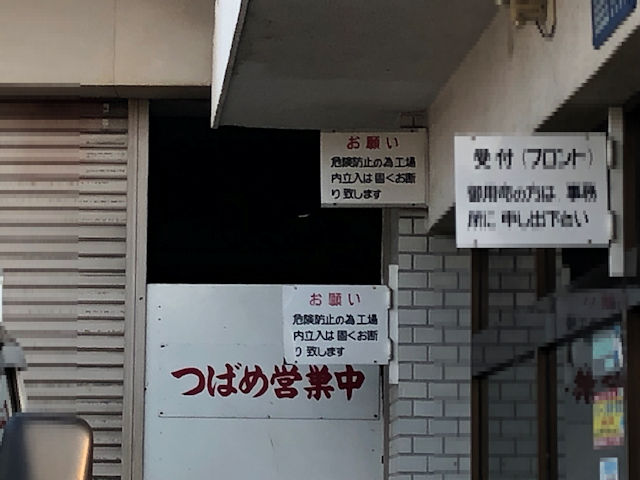 お願い
危険防止の為工場
内立入は固くお断
り致します
受付(フロント)
御用命の方は 事務
所に 申し出下さい
お願い
危険防止の為工場
内立入は固くお断
り致します
つばめ営業中